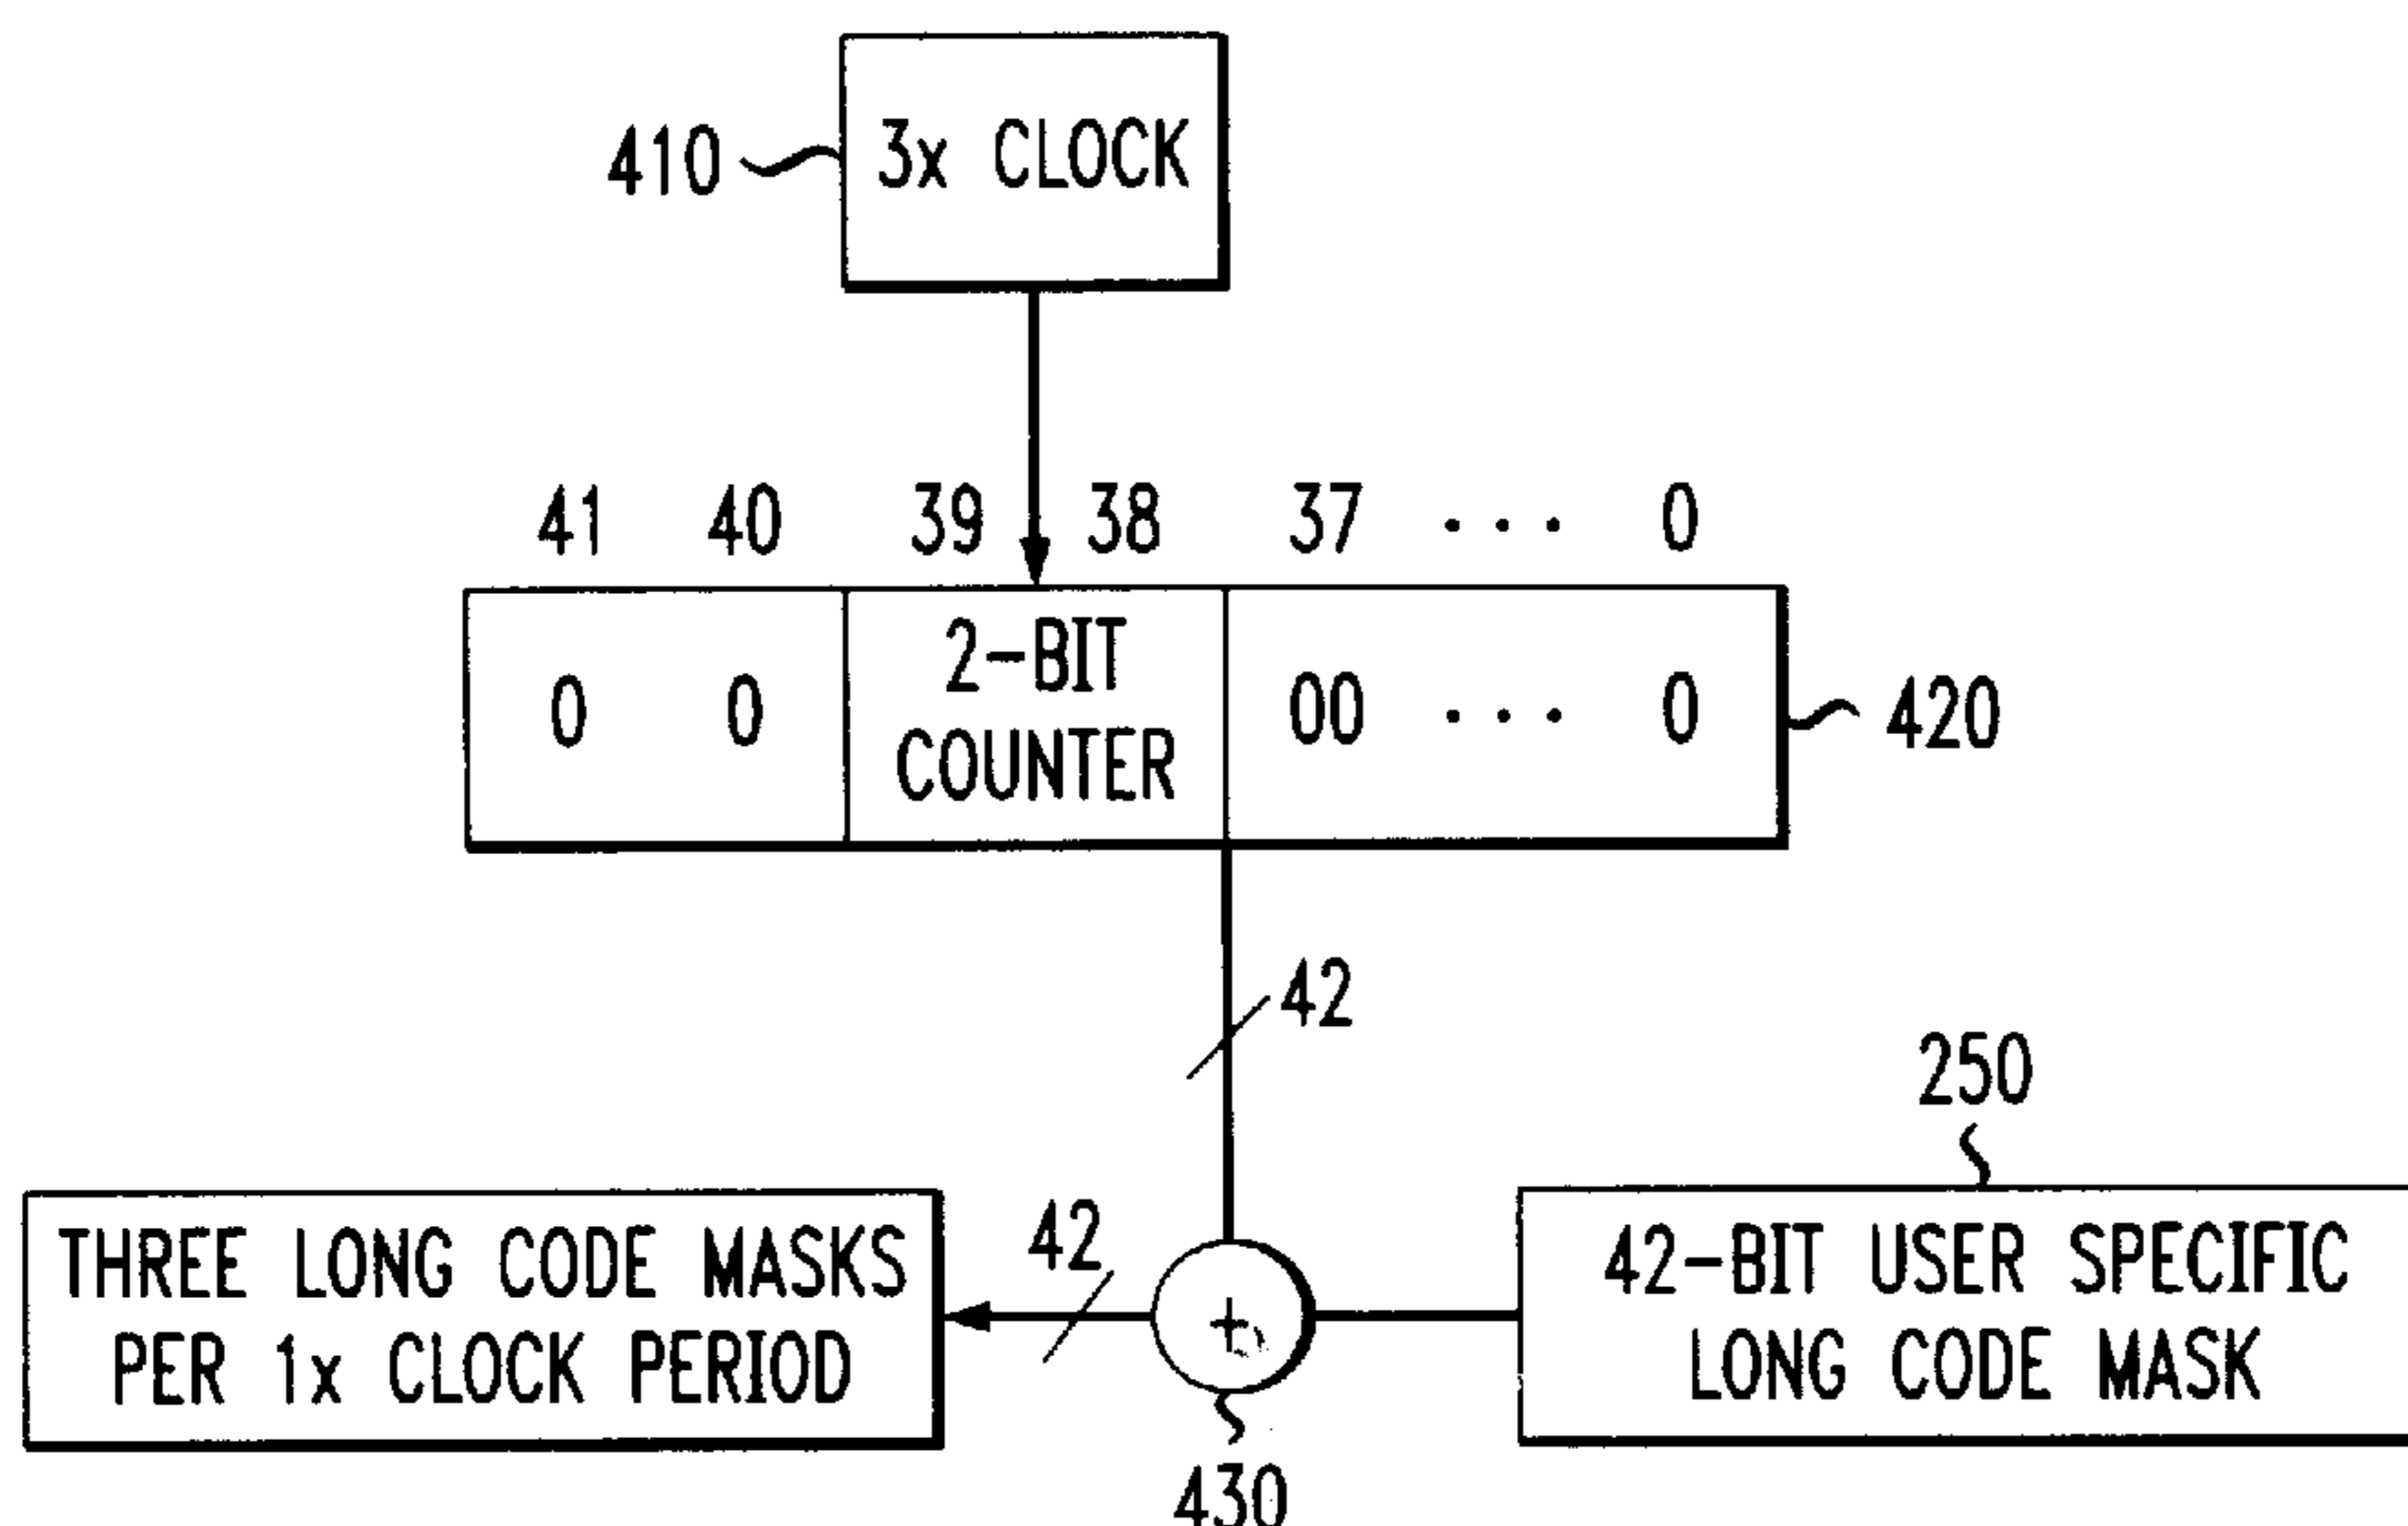 3x CLOCK
410
41 40 39 38 37 . . . 0
0 0 2-BIT COUNTER 00 . . . 0
420
42
250
THREE LONG CODE MASKS
PER 1x CLOCK PERIOD
42
+
42-BIT USER SPECIFIC
LONG CODE MASK
430